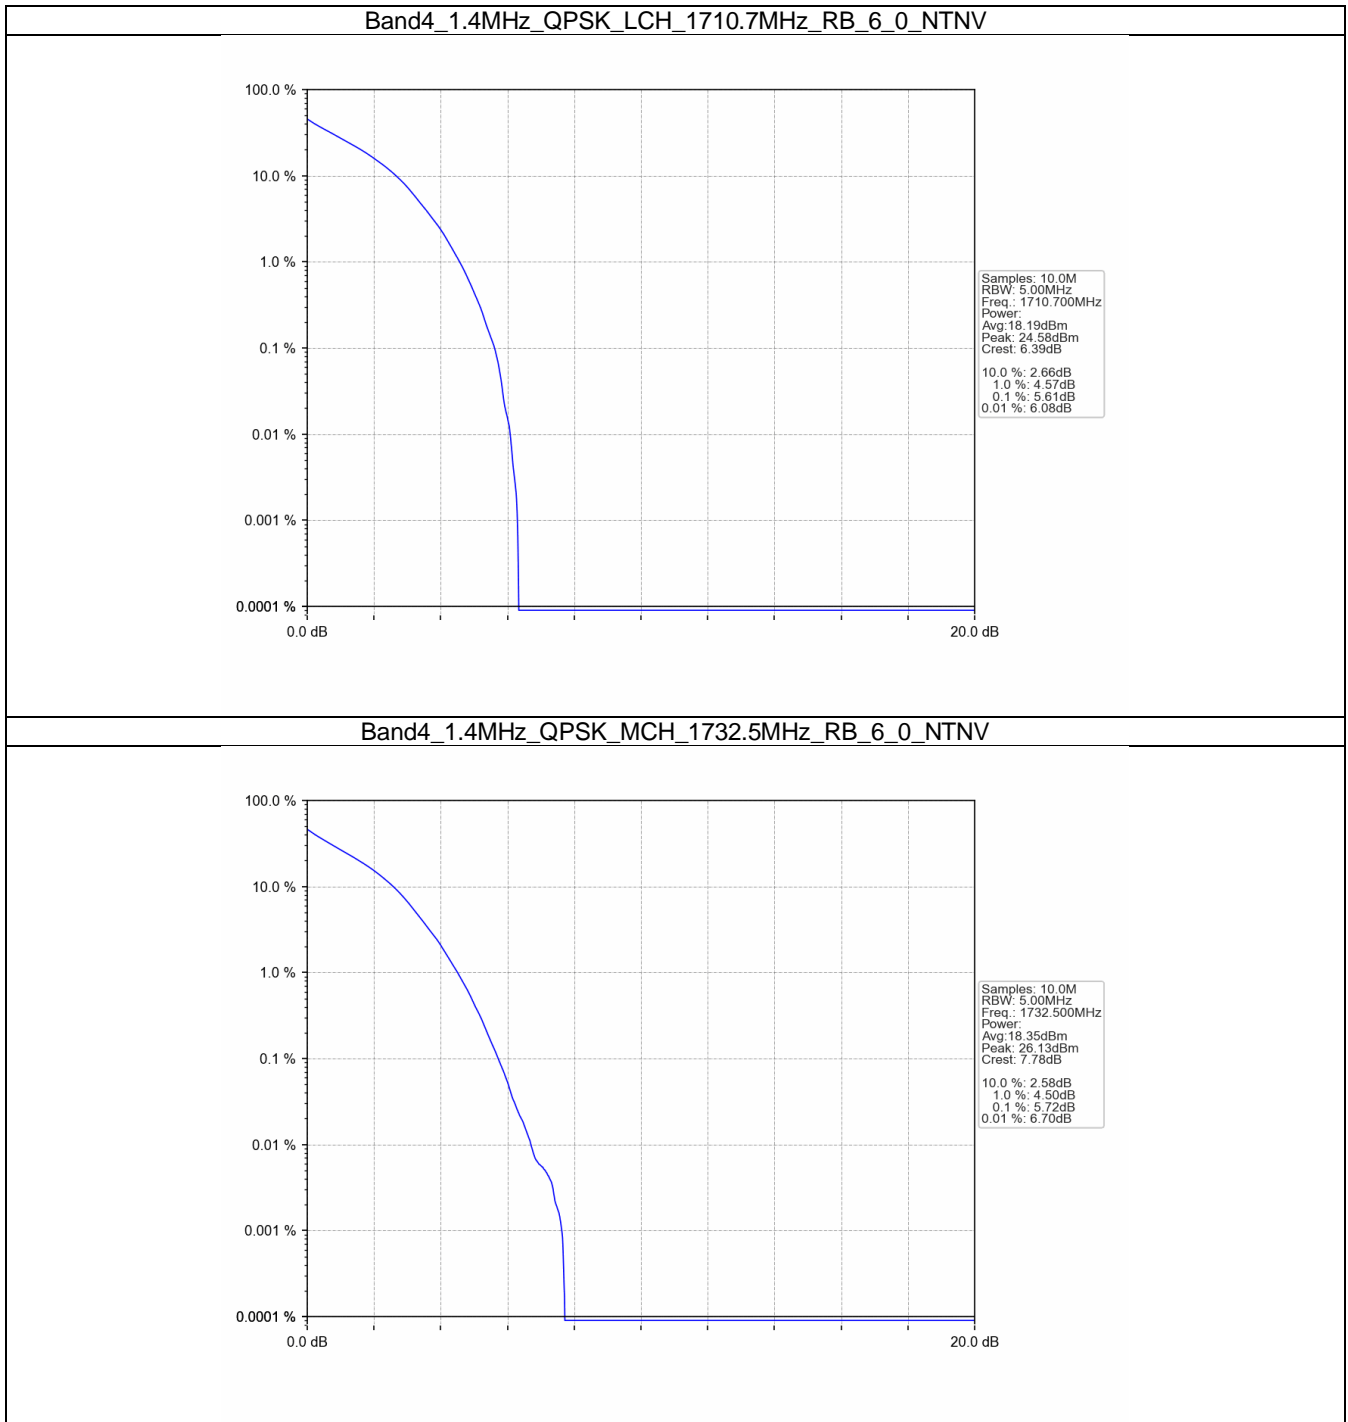 Band4_1.4MHz_QPSK_LCH_1710.7MHz_RB_6_0_NTNV
100.0 %
10.0 %
1.0 %
0.1 %
0.01 %
0.001 %
0.0001 %
0.0 dB
20.0 dB
Samples: 10.0M
RBW: 5.00MHz
Freq.: 1710.700MHz
Power:
Avg:18.19dBm
Peak: 24.58dBm
Crest: 6.39dB
10.0 %: 2.66dB
1.0 %: 4.57dB
0.1 %: 5.61dB
0.01 %: 6.08dB
Band4_1.4MHz_QPSK_MCH_1732.5MHz_RB_6_0_NTNV
100.0 %
10.0 %
1.0 %
0.1 %
0.01 %
0.001 %
0.0001 %
0.0 dB
20.0 dB
Samples: 10.0M
RBW: 5.00MHz
Freq.: 1732.500MHz
Power:
Avg:18.35dBm
Peak: 26.13dBm
Crest: 7.78dB
10.0 %: 2.58dB
1.0 %: 4.50dB
0.1 %: 5.72dB
0.01 %: 6.70dB